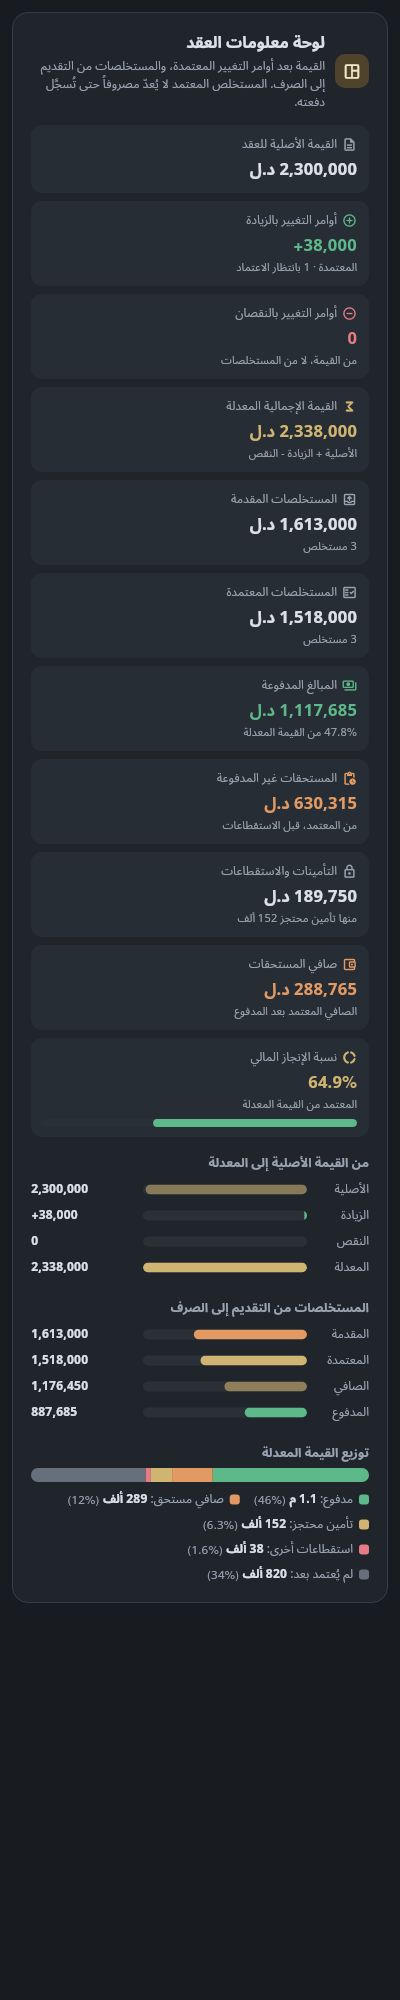 لوحة معلومات العقد
القيمة بعد أوامر التغيير المعتمدة، والمستخلصات من التقديم
إلى الصرف. المستخلص المعتمد لا يُعدّ مصروفاً حتى تُسجَّل
دفعته.
القيمة الأصلية للعقد
2,300,000 د.ل
أوامر التغيير بالزيادة
+38,000
المعتمدة · 1 بانتظار الاعتماد
أوامر التغيير بالنقصان
0
من القيمة، لا من المستخلصات
القيمة الإجمالية المعدلة
2,338,000 د.ل
الأصلية + الزيادة - النقص
المستخلصات المقدمة
1,613,000 د.ل
3 مستخلص
المستخلصات المعتمدة
1,518,000 د.ل
3 مستخلص
المبالغ المدفوعة
1,117,685 د.ل
47.8% من القيمة المعدلة
المستحقات غير المدفوعة
630,315 د.ل
من المعتمد، قبل الاستقطاعات
التأمينات والاستقطاعات
189,750 د.ل
منها تأمين محتجز 152 ألف
صافي المستحقات
288,765 د.ل
الصافي المعتمد بعد المدفوع
نسبة الإنجاز المالي
64.9%
المعتمد من القيمة المعدلة
من القيمة الأصلية إلى المعدلة
الأصلية 2,300,000
الزيادة +38,000
النقص 0
المعدلة 2,338,000
المستخلصات من التقديم إلى الصرف
المقدمة 1,613,000
المعتمدة 1,518,000
الصافي 1,176,450
المدفوع 887,685
توزيع القيمة المعدلة
مدفوع: 1.1 م (46%) صافي مستحق: 289 ألف (12%)
تأمين محتجز: 152 ألف (6.3%)
استقطاعات أخرى: 38 ألف (1.6%)
لم يُعتمد بعد: 820 ألف (34%)